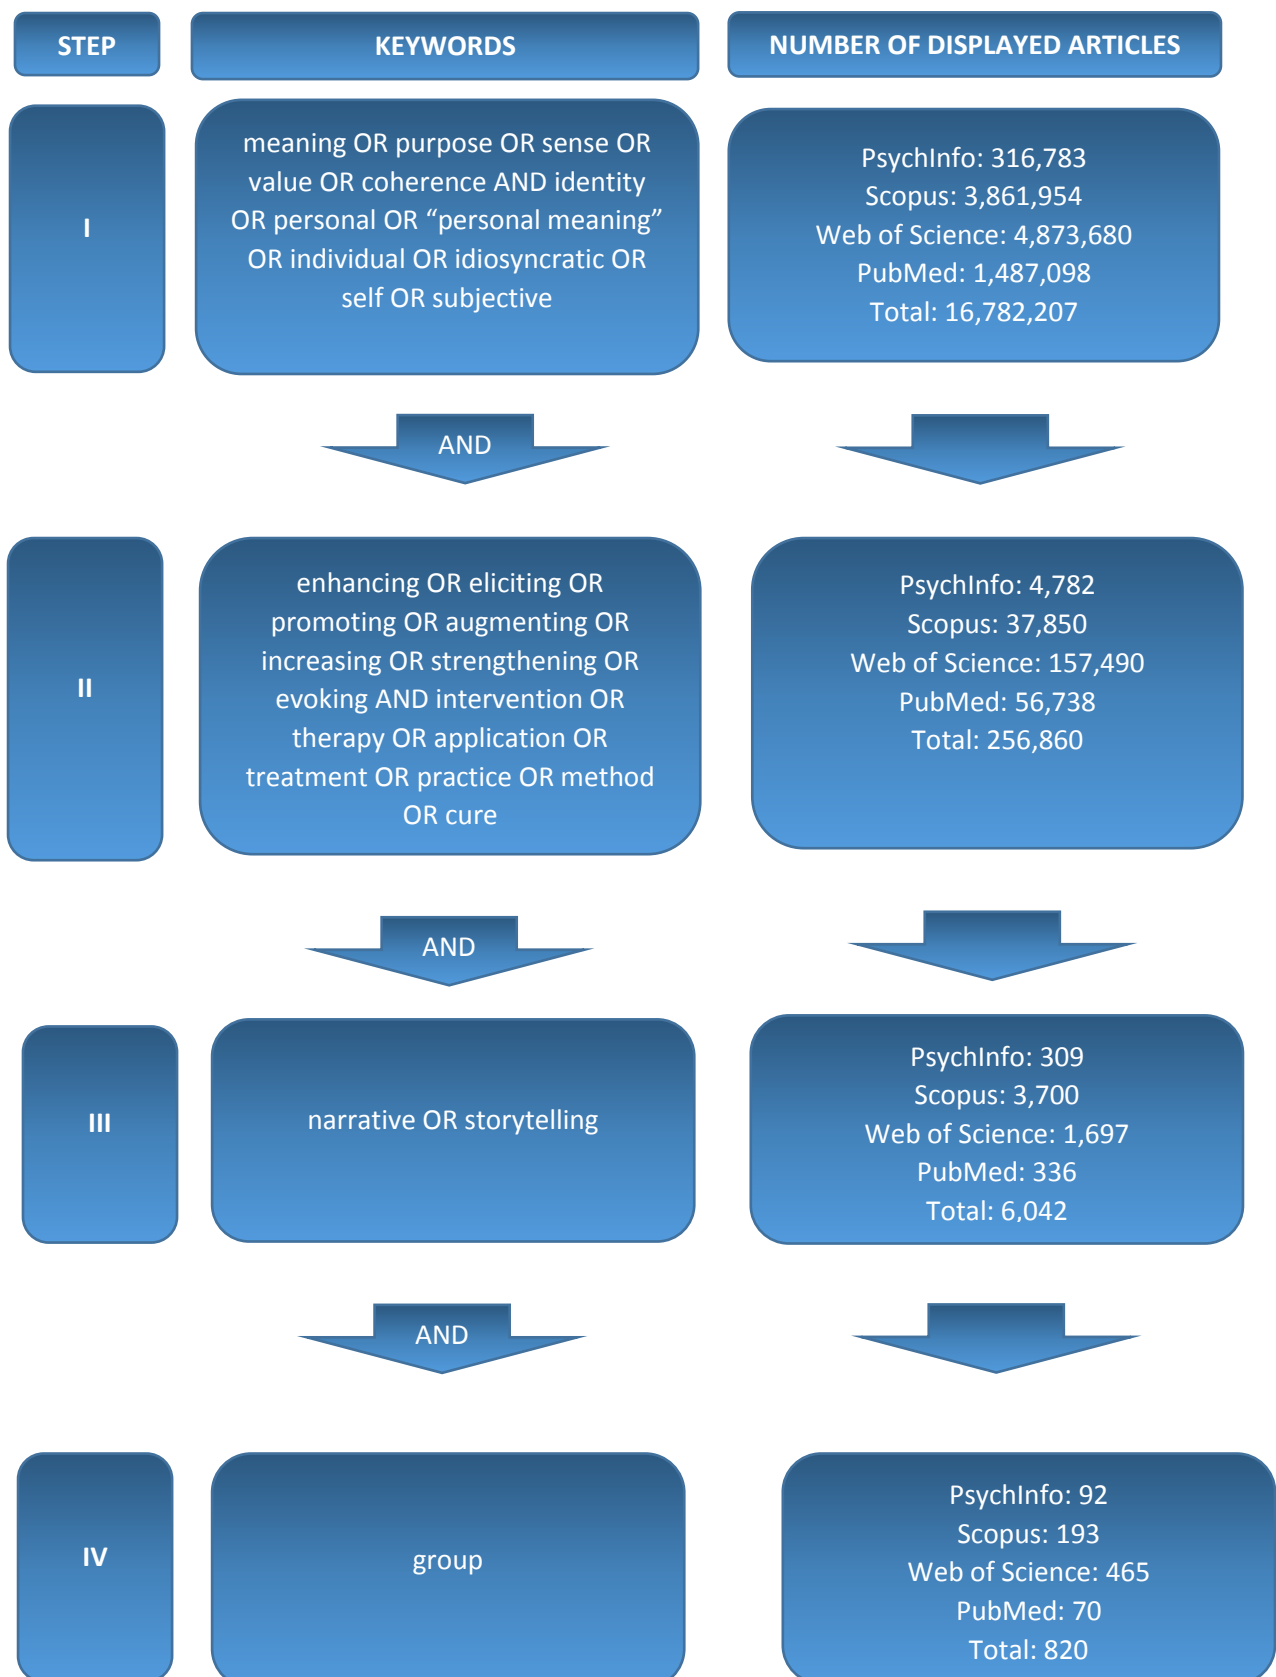 STEP
KEYWORDS
NUMBER OF DISPLAYED ARTICLES
I
meaning OR purpose OR sense OR
value OR coherence AND identity
OR personal OR “personal meaning”
OR individual OR idiosyncratic OR
self OR subjective
PsychInfo: 316,783
Scopus: 3,861,954
Web of Science: 4,873,680
PubMed: 1,487,098
Total: 16,782,207
AND
II
enhancing OR eliciting OR
promoting OR augmenting OR
increasing OR strengthening OR
evoking AND intervention OR
therapy OR application OR
treatment OR practice OR method
OR cure
PsychInfo: 4,782
Scopus: 37,850
Web of Science: 157,490
PubMed: 56,738
Total: 256,860
AND
III
narrative OR storytelling
PsychInfo: 309
Scopus: 3,700
Web of Science: 1,697
PubMed: 336
Total: 6,042
AND
IV
group
PsychInfo: 92
Scopus: 193
Web of Science: 465
PubMed: 70
Total: 820